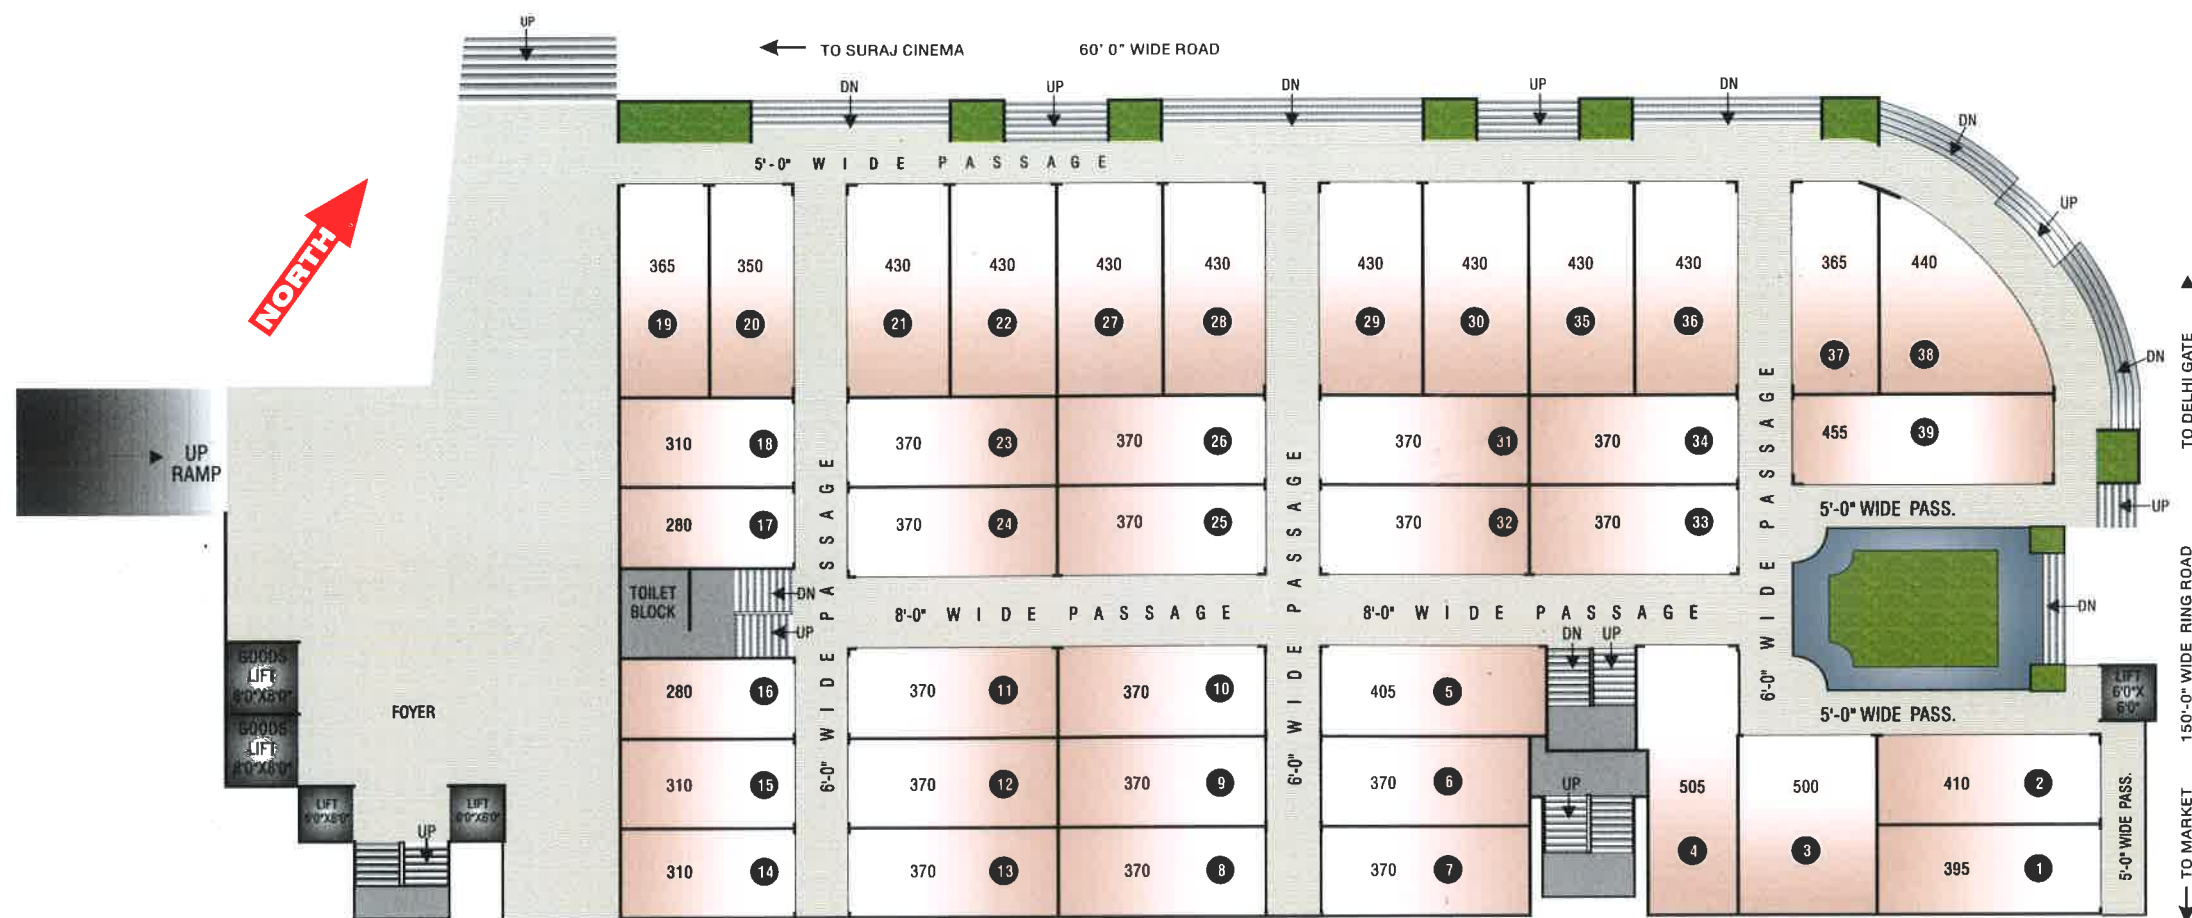 UP
TO SURAJ CINEMA
60' 0" WIDE ROAD
DN
UP
DN
UP
DN
DN
UP
DN
5'-0" WIDE PASSAGE
NORTH
365
350
430
430
430
430
430
430
430
430
365
440
19
20
21
22
27
28
29
30
35
36
37
38
TO DELHI GATE
310
18
370
23
370
26
370
31
370
34
455
39
UP
RAMP
280
17
370
24
370
25
370
32
370
33
5'-0" WIDE PASS.
UP
6'-0" WIDE PASSAGE
6'-0" WIDE PASSAGE
6'-0" WIDE PASSAGE
TOILET
BLOCK
DN
UP
8'-0" WIDE PASSAGE
8'-0" WIDE PASSAGE
DN
UP
DN
150'-0" WIDE RING ROAD
GOODS
LIFT
8'0"X8'0"
GOODS
LIFT
8'0"X8'0"
FOYER
280
16
370
11
370
10
405
5
5'-0" WIDE PASS.
LIFT
6'0"X
6'0"
310
15
370
12
370
9
370
6
UP
505
4
500
3
410
2
LIFT
6'0"X6'0"
LIFT
6'0"X6'0"
UP
310
14
370
13
370
8
370
7
395
1
5'-0" WIDE PASS.
TO MARKET